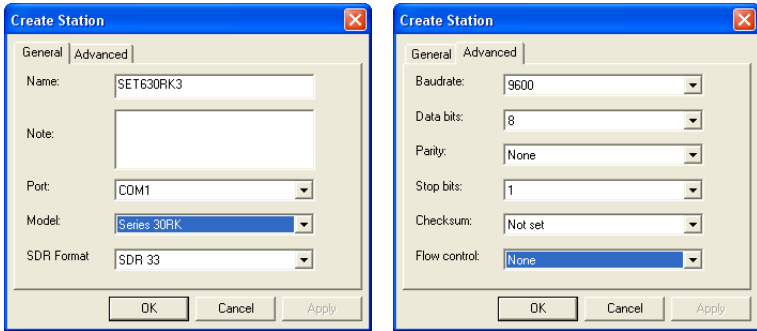 Create Station
General Advanced
Name: SET630RK3
Note:
Port: COM1
Model: Series 30RK
SDR Format SDR 33
OK Cancel Apply
Create Station
General Advanced
Baudrate: 9600
Data bits: 8
Parity: None
Stop bits: 1
Checksum: Not set
Flow control: None
OK Cancel Apply